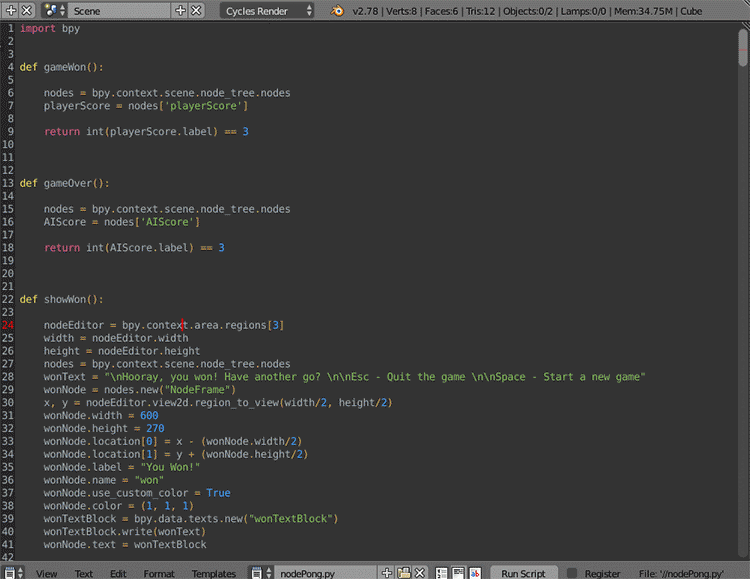 Scene Cycles Render v2.78 | Verts:8 | Faces:6 | Tris:12 | Objects:0/2 | Lamps:0/0 | Mem:34.75M | Cube
1 import bpy
2
3
4 def gameWon():
5
6 nodes = bpy.context.scene.node_tree.nodes
7 playerScore = nodes['playerScore']
8
9 return int(playerScore.label) == 3
10
11
12
13 def gameOver():
14
15 nodes = bpy.context.scene.node_tree.nodes
16 AIScore = nodes['AIScore']
17
18 return int(AIScore.label) == 3
19
20
21
22 def showWon():
23
24 nodeEditor = bpy.context.area.regions[3]
25 width = nodeEditor.width
26 height = nodeEditor.height
27 nodes = bpy.context.scene.node_tree.nodes
28 wonText = "\nHooray, you won! Have another go? \n\nEsc - Quit the game \n\nSpace - Start a new game"
29 wonNode = nodes.new("NodeFrame")
30 x, y = nodeEditor.view2d.region_to_view(width/2, height/2)
31 wonNode.width = 600
32 wonNode.height = 270
33 wonNode.location[0] = x - (wonNode.width/2)
34 wonNode.location[1] = y + (wonNode.height/2)
35 wonNode.label = "You Won!"
36 wonNode.name = "won"
37 wonNode.use_custom_color = True
38 wonNode.color = (1, 1, 1)
39 wonTextBlock = bpy.data.texts.new("wonTextBlock")
40 wonTextBlock.write(wonText)
41 wonNode.text = wonTextBlock
42
View Text Edit Format Templates nodePong.py Run Script Register File: '//nodePong.py'